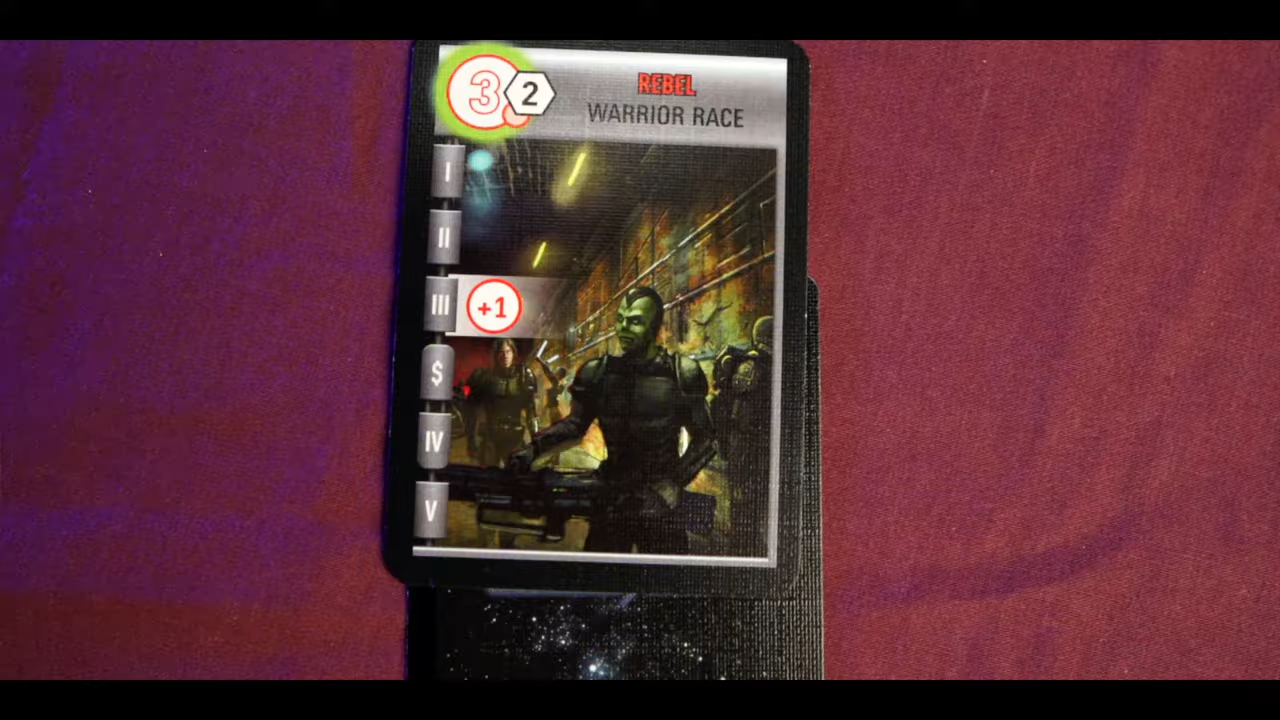 3 2
REBEL
WARRIOR RACE
I
II
III +1
$
IV
V